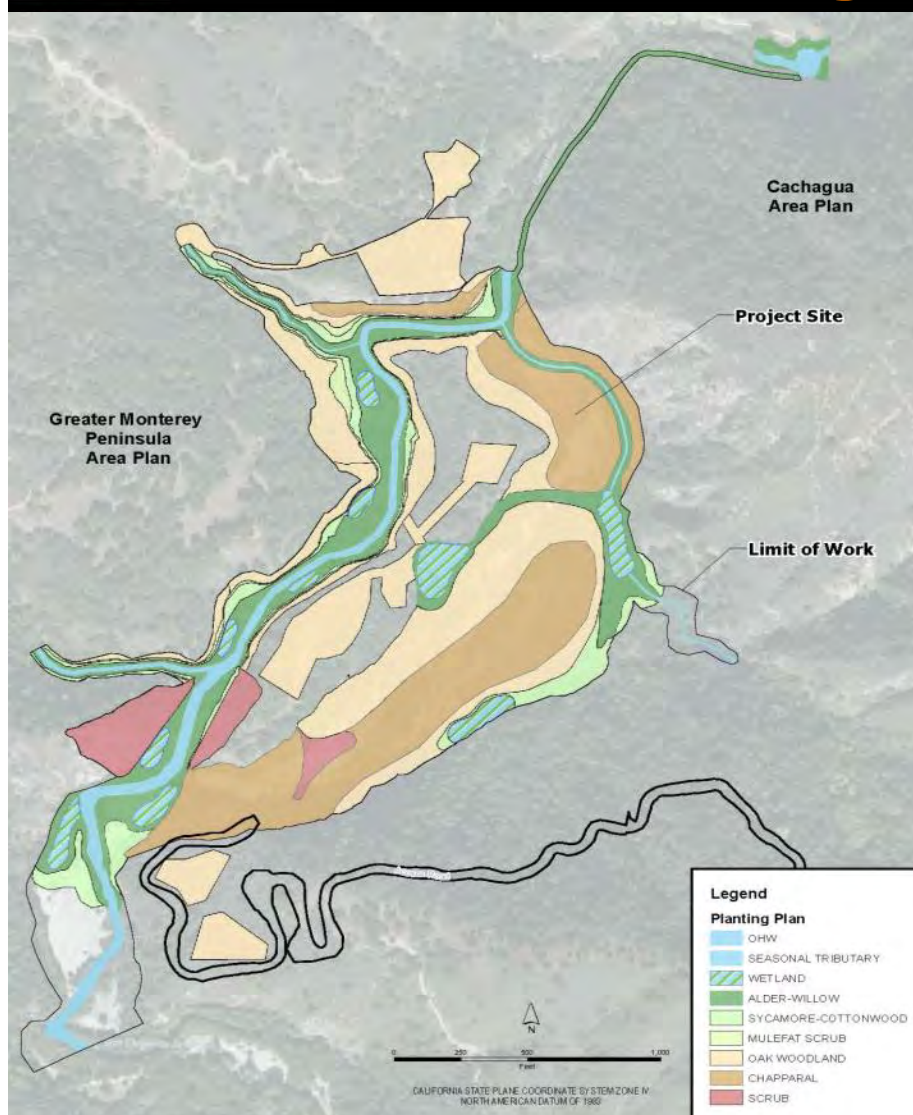 Cachagua
Area Plan
Project Site
Greater Monterey
Peninsula
Area Plan
Limit of Work
Legend
Planting Plan
OHW
SEASONAL TRIBUTARY
WETLAND
ALDER-WILLOW
SYCAMORE-COTTONWOOD
MULEFAT SCRUB
OAK WOODLAND
CHAPPARAL
SCRUB
N
0 250 500 1,000
Feet
CALIFORNIA STATE PLANE COORDINATE SYSTEM ZONE IV
NORTH AMERICAN DATUM OF 1983